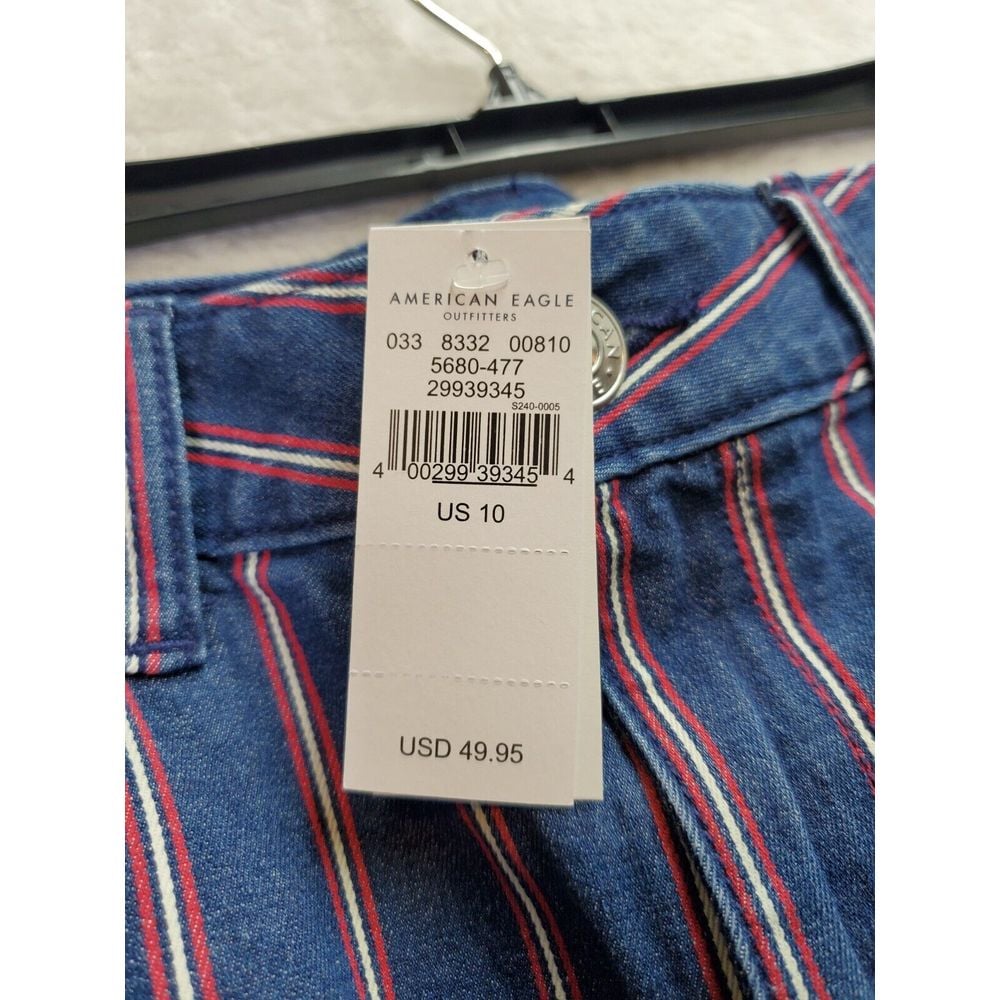 AMERICAN EAGLE
OUTFITTERS
033 8332 00810
5680-477
29939345
S240-0005
4 00299 39345 4
US 10
USD 49.95